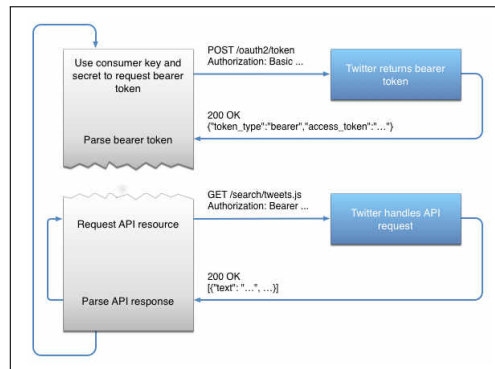 Use consumer key and
secret to request bearer
token
POST /oauth2/token
Authorization: Basic ...
Twitter returns bearer
token
200 OK
{"token_type":"bearer","access_token":"..."}
Parse bearer token
Request API resource
GET /search/tweets.js
Authorization: Bearer ...
Twitter handles API
request
200 OK
[{"text": "...", ...}]
Parse API response